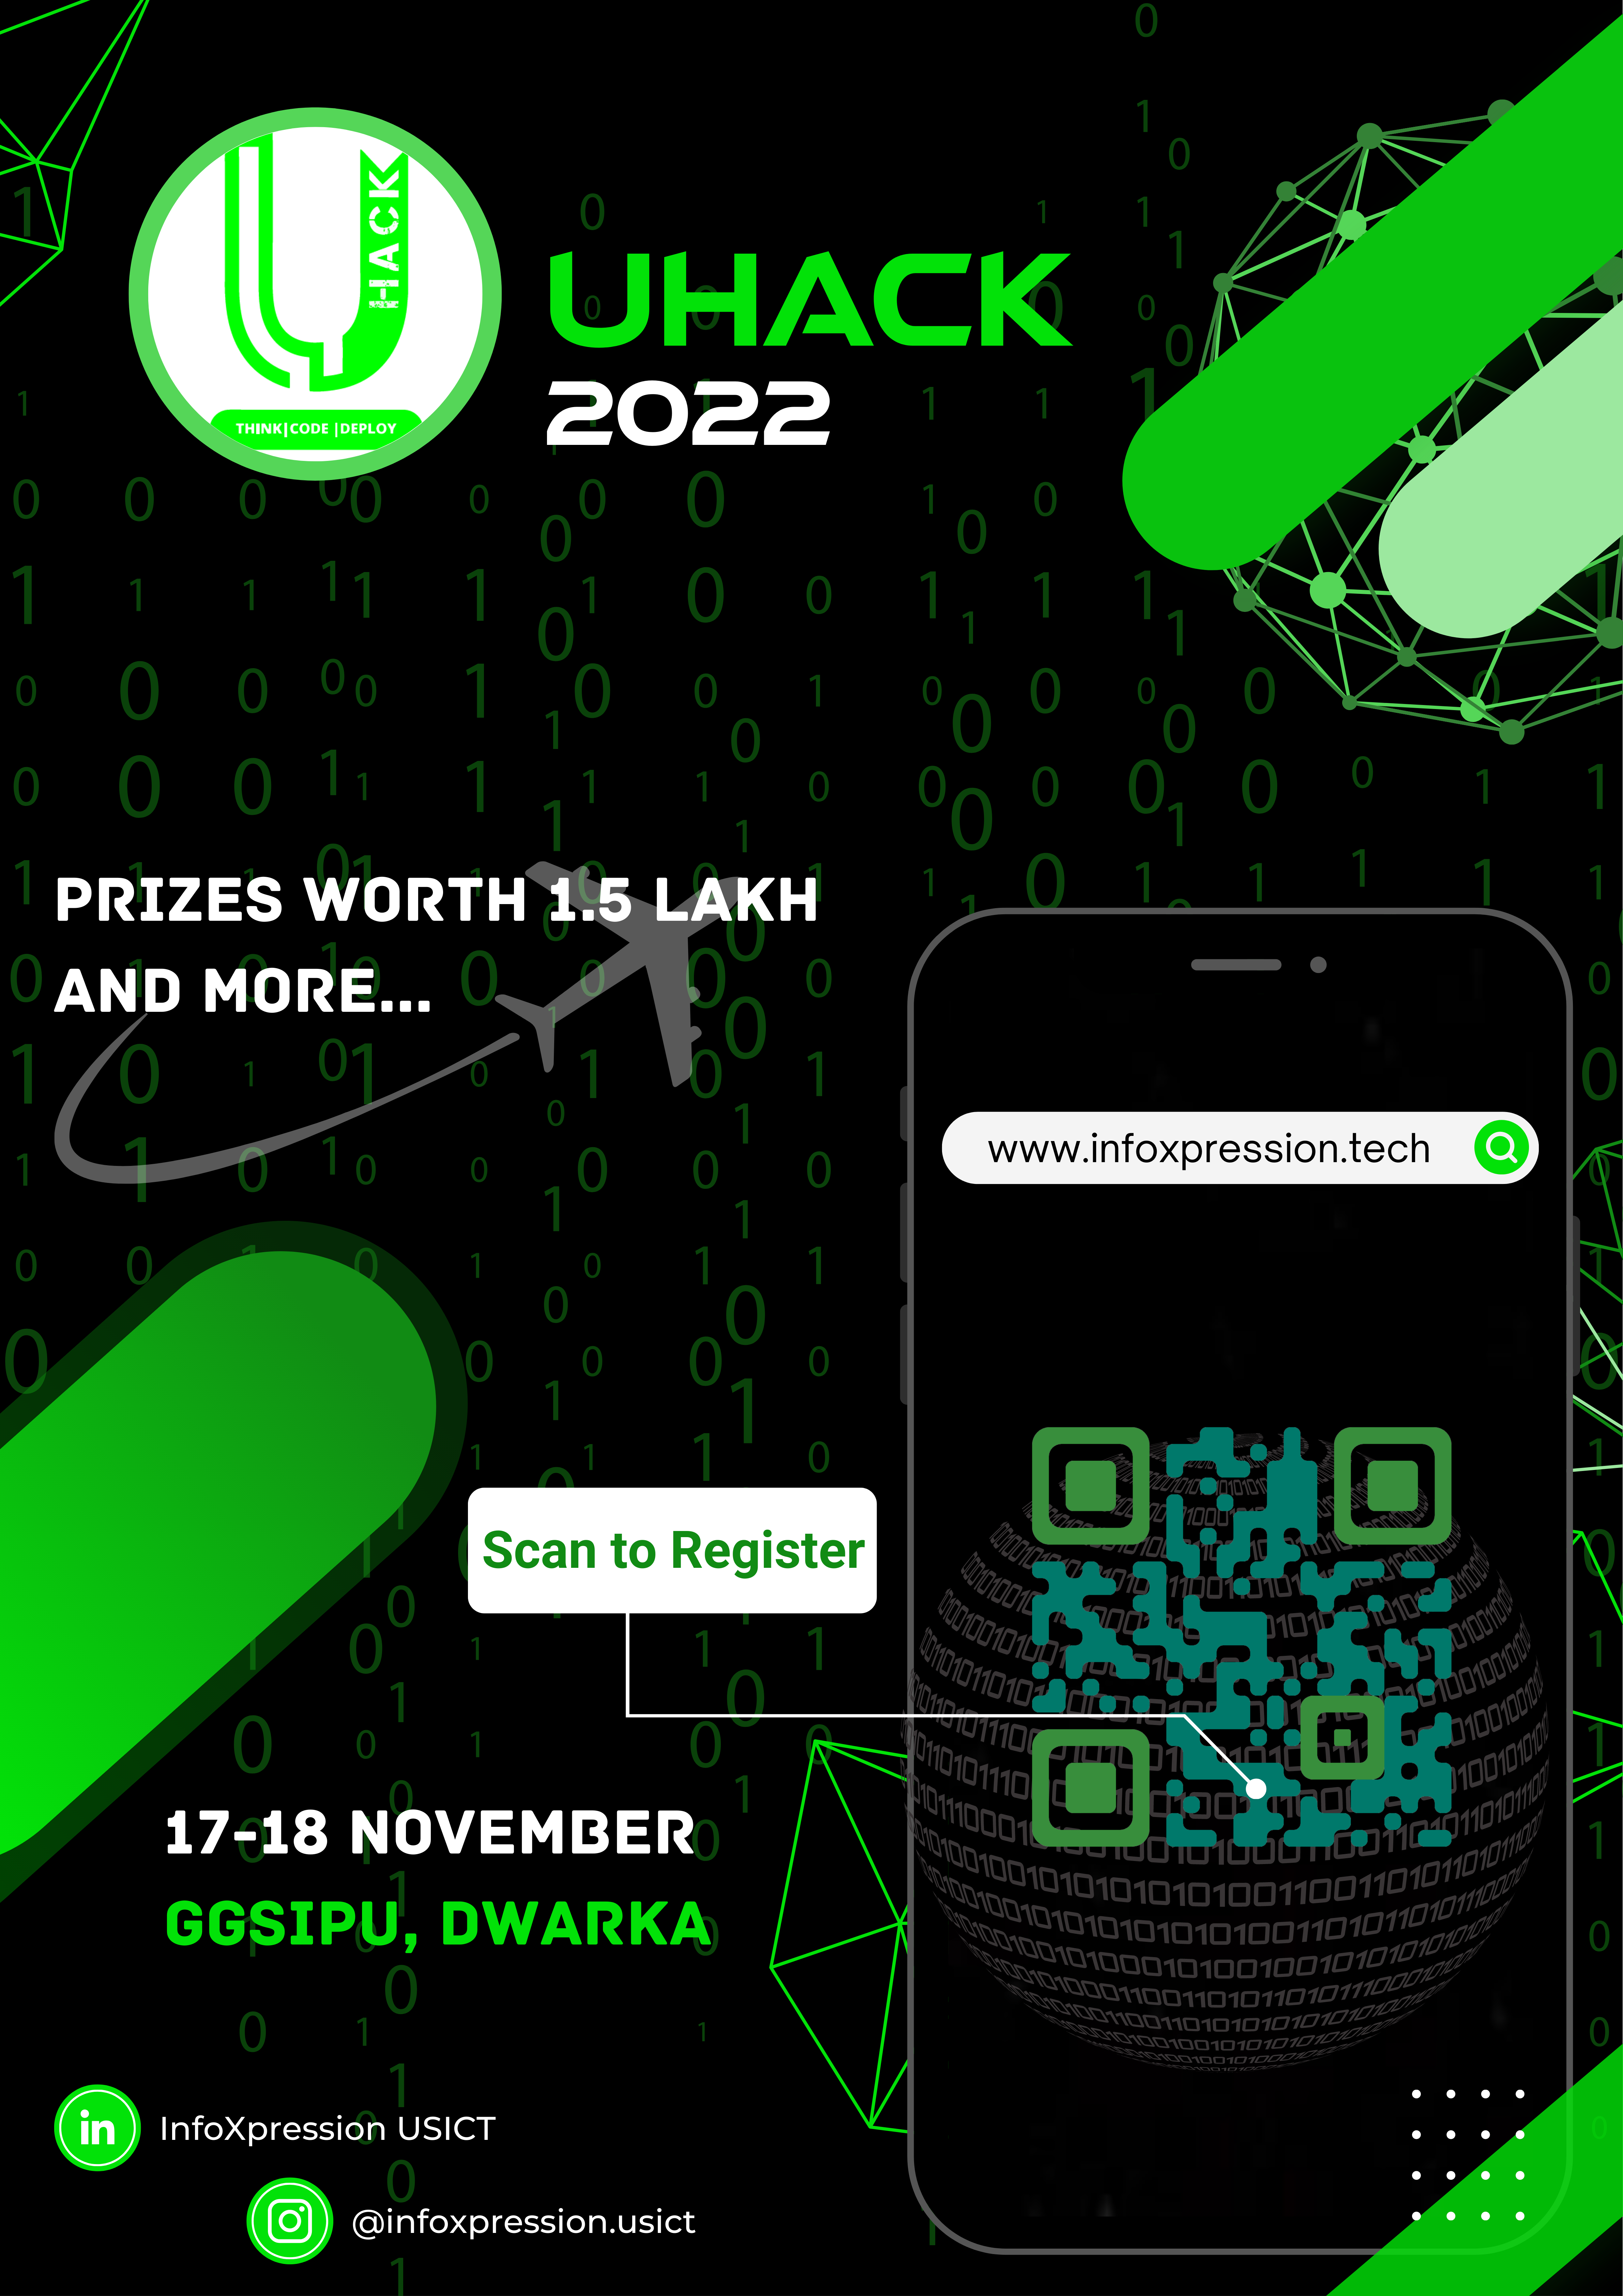 HACK
THINK|CODE |DEPLOY
UHACK
2022
PRIZES WORTH 1.5 LAKH
AND MORE...
www.infoxpression.tech
Scan to Register
17-18 NOVEMBER
GGSIPU, DWARKA
in InfoXpression USICT
@infoxpression.usict